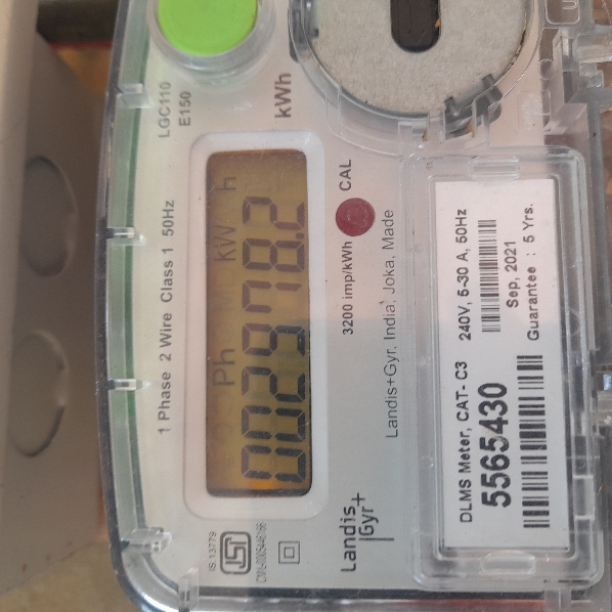 LGC110
E150
kWh
1 Phase 2 Wire Class 1 50Hz
Ph kW h
002978.2
3200 imp/kWh CAL
Landis+Gyr, India, Joka, Made
IS 13779
Landis
Gyr+
DLMS Meter, CAT- C3 240V, 5-30 A, 50Hz
5565430
Sep, 2021
Guarantee : 5 Yrs.